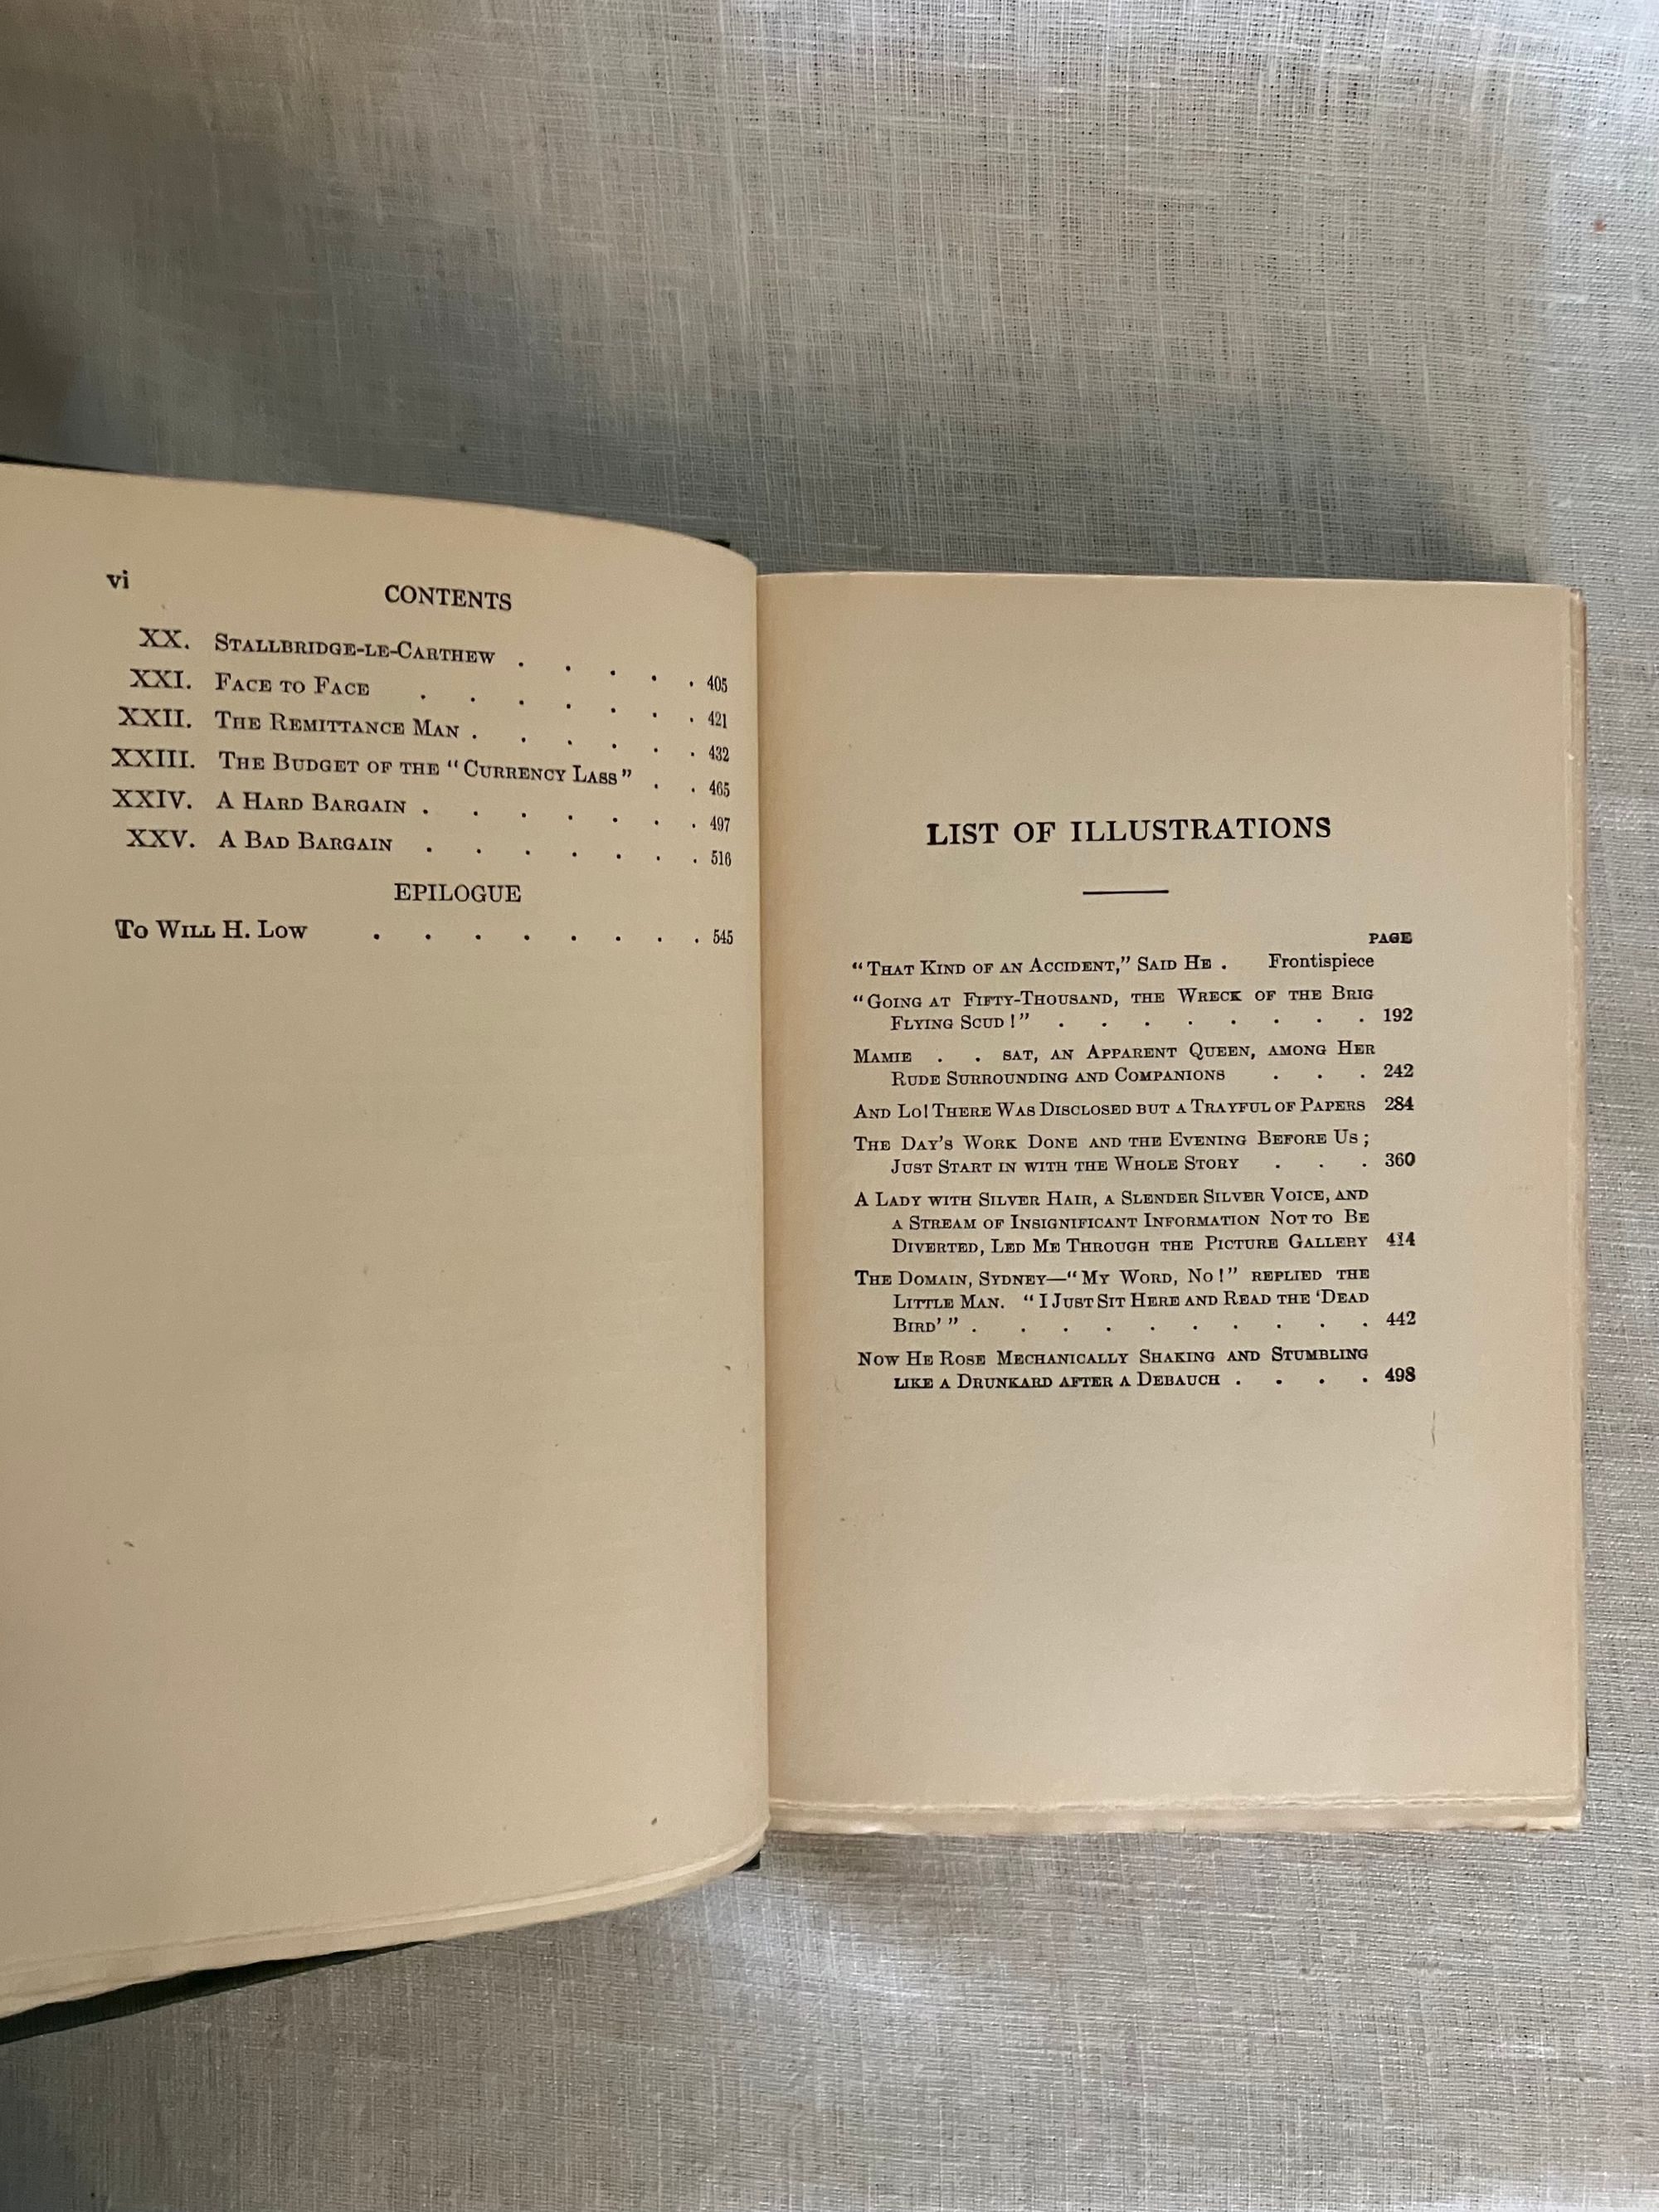 vi
CONTENTS
XX. Stallbridge-le-Carthew . . . . . 405
XXI. Face to Face . . . . . . . 421
XXII. The Remittance Man . . . . . . 432
XXIII. The Budget of the “Currency Lass” . . 465
XXIV. A Hard Bargain . . . . . . . 497
XXV. A Bad Bargain . . . . . . . 516
EPILOGUE
To Will H. Low . . . . . . . . 545
LIST OF ILLUSTRATIONS
PAGE
“That Kind of an Accident,” Said He . Frontispiece
“Going at Fifty-Thousand, the Wreck of the Brig
Flying Scud!” . . . . . . . . 192
Mamie . . sat, an Apparent Queen, among Her
Rude Surrounding and Companions . . . 242
And Lo! There Was Disclosed but a Trayful of Papers 284
The Day's Work Done and the Evening Before Us;
Just Start in with the Whole Story . . . 360
A Lady with Silver Hair, a Slender Silver Voice, and
a Stream of Insignificant Information Not to Be
Diverted, Led Me Through the Picture Gallery 414
The Domain, Sydney—“My Word, No!” replied the
Little Man. “I Just Sit Here and Read the ‘Dead
Bird’” . . . . . . . . . . 442
Now He Rose Mechanically Shaking and Stumbling
like a Drunkard after a Debauch . . . . 498